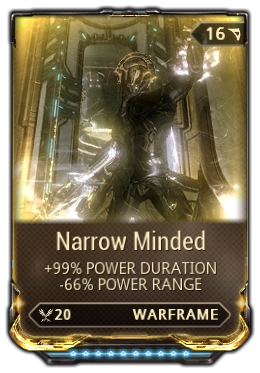 16
Narrow Minded
+99% POWER DURATION
-66% POWER RANGE
20 WARFRAME